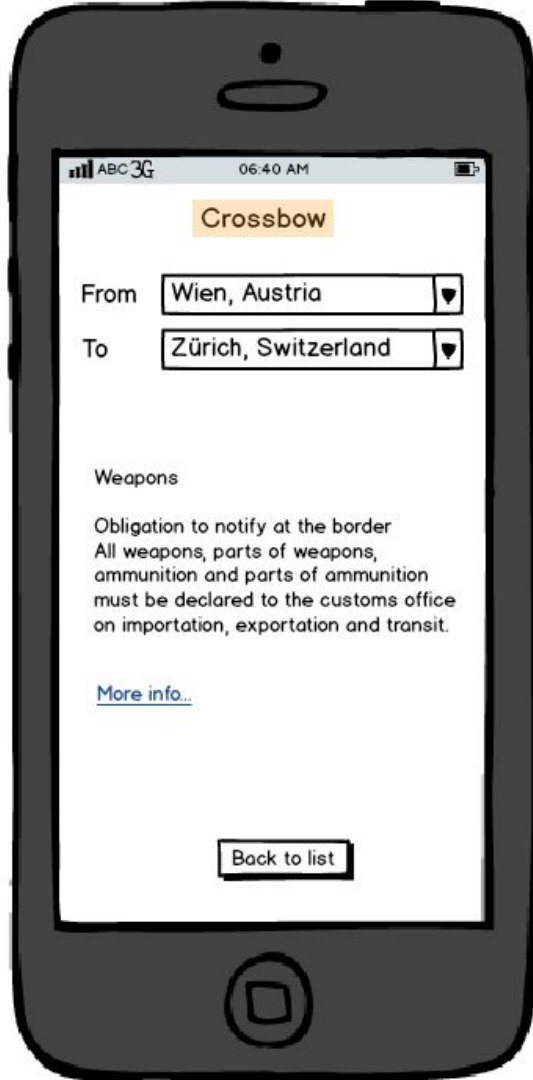 ABC 3G 06:40 AM
Crossbow
From Wien, Austria
To Zürich, Switzerland
Weapons
Obligation to notify at the border
All weapons, parts of weapons,
ammunition and parts of ammunition
must be declared to the customs office
on importation, exportation and transit.
More info...
Back to list